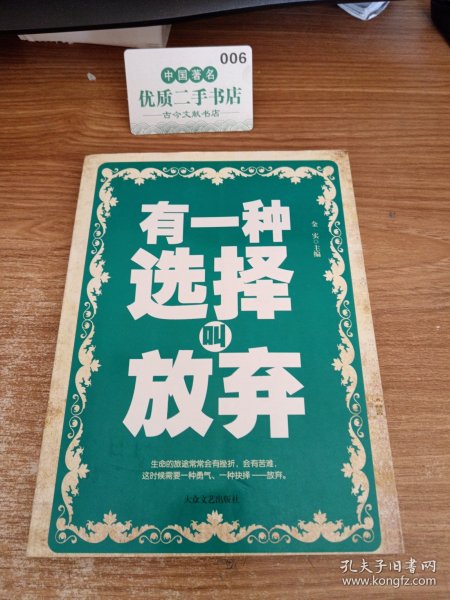 006
中国著名
优质二手书店
古今文献书店
有一种
选择
叫
放弃
金实◎主编
生命的旅途常常会有挫折，会有苦难，
这时候需要一种勇气、一种抉择——放弃。
大众文艺出版社
孔夫子旧书网
www.kongfz.com